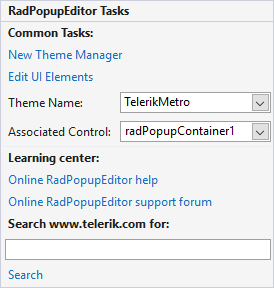 RadPopupEditor Tasks
Common Tasks:
New Theme Manager
Edit UI Elements
Theme Name: TelerikMetro
Associated Control: radPopupContainer1
Learning center:
Online RadPopupEditor help
Online RadPopupEditor support forum
Search www.telerik.com for:
Search